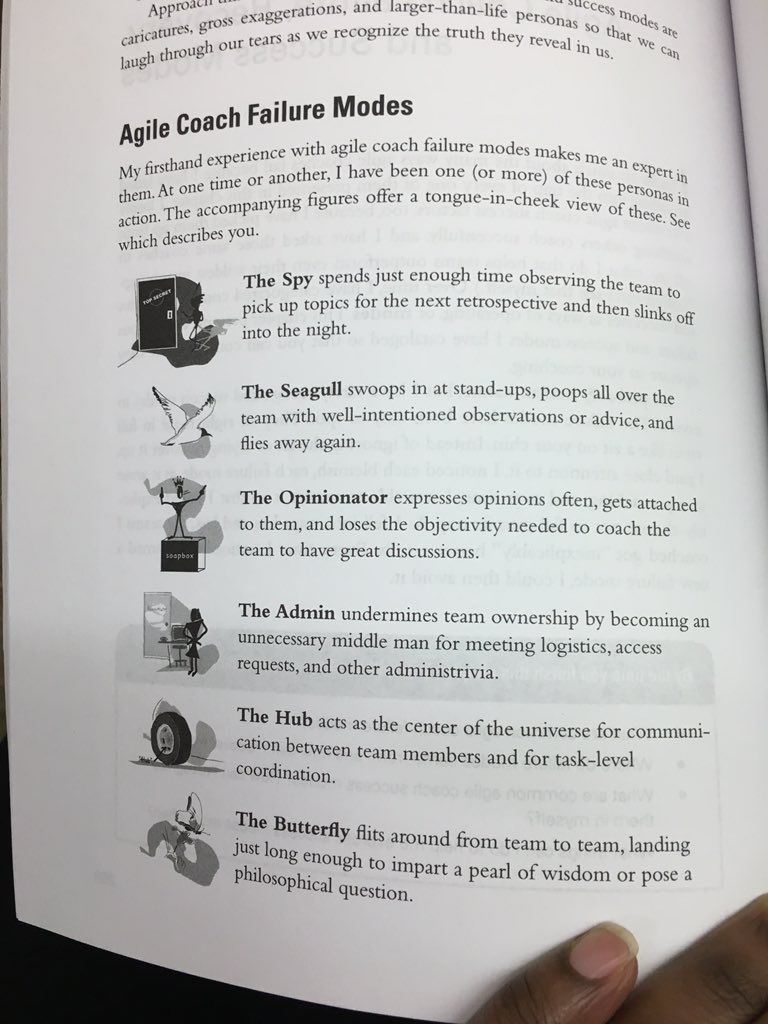 Approach
success modes are
caricatures, gross exaggerations, and larger-than-life personas so that we can
laugh through our tears as we recognize the truth they reveal in us.
Agile Coach Failure Modes
My firsthand experience with agile coach failure modes makes me an expert in
them. At one time or another, I have been one (or more) of these personas in
action. The accompanying figures offer a tongue-in-cheek view of these. See
which describes you.
TOP SECRET
The Spy spends just enough time observing the team to
pick up topics for the next retrospective and then slinks off
into the night.
The Seagull swoops in at stand-ups, poops all over the
team with well-intentioned observations or advice, and
flies away again.
soapbox
The Opinionator expresses opinions often, gets attached
to them, and loses the objectivity needed to coach the
team to have great discussions.
The Admin undermines team ownership by becoming an
unnecessary middle man for meeting logistics, access
requests, and other administrivia.
The Hub acts as the center of the universe for communi-
cation between team members and for task-level
coordination.
The Butterfly flits around from team to team, landing
just long enough to impart a pearl of wisdom or pose a
philosophical question.